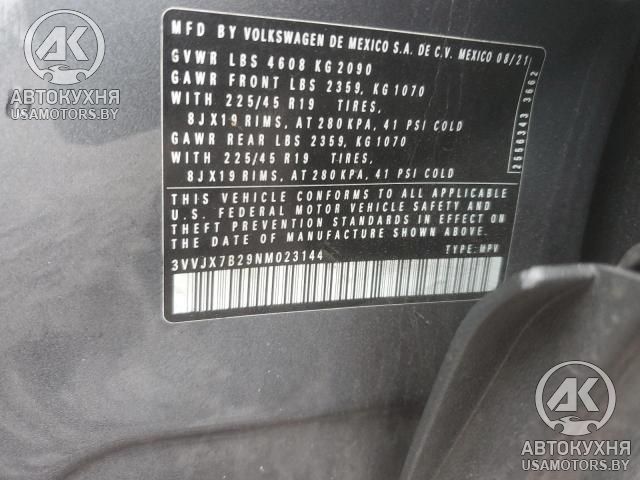 MFD BY VOLKSWAGEN DE MEXICO S.A. DE C.V. MEXICO 08/21
GVWR LBS 4608 KG 2090
GAWR FRONT LBS 2359, KG 1070
WITH 225/45 R19 TIRES,
8JX19 RIMS, AT 280 KPA, 41 PSI COLD
GAWR REAR LBS 2359, KG 1070
WITH 225/45 R19 TIRES,
8JX19 RIMS, AT 280 KPA, 41 PSI COLD
2550343 3602
THIS VEHICLE CONFORMS TO ALL APPLICABLE
U.S. FEDERAL MOTOR VEHICLE SAFETY AND
THEFT PREVENTION STANDARDS IN EFFECT ON
THE DATE OF MANUFACTURE SHOWN ABOVE
3VVJX7B29NM023144
TYPE: MPV
АК
АВТОКУХНЯ
USAMOTORS.BY
АК
АВТОКУХНЯ
USAMOTORS.BY